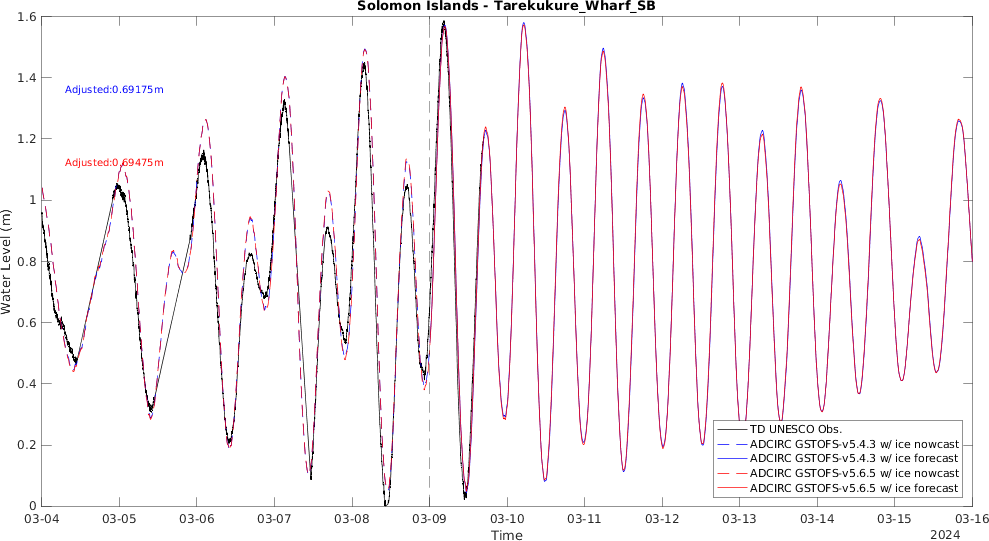 Solomon Islands - Tarekukure_Wharf_SB
1.6
1.4
1.2
1
0.8
0.6
0.4
0.2
0
Water Level (m)
Adjusted:0.69175m
Adjusted:0.69475m
TD UNESCO Obs.
ADCIRC GSTOFS-v5.4.3 w/ ice nowcast
ADCIRC GSTOFS-v5.4.3 w/ ice forecast
ADCIRC GSTOFS-v5.6.5 w/ ice nowcast
ADCIRC GSTOFS-v5.6.5 w/ ice forecast
03-04 03-05 03-06 03-07 03-08 03-09 03-10 03-11 03-12 03-13 03-14 03-15 03-16
Time
2024